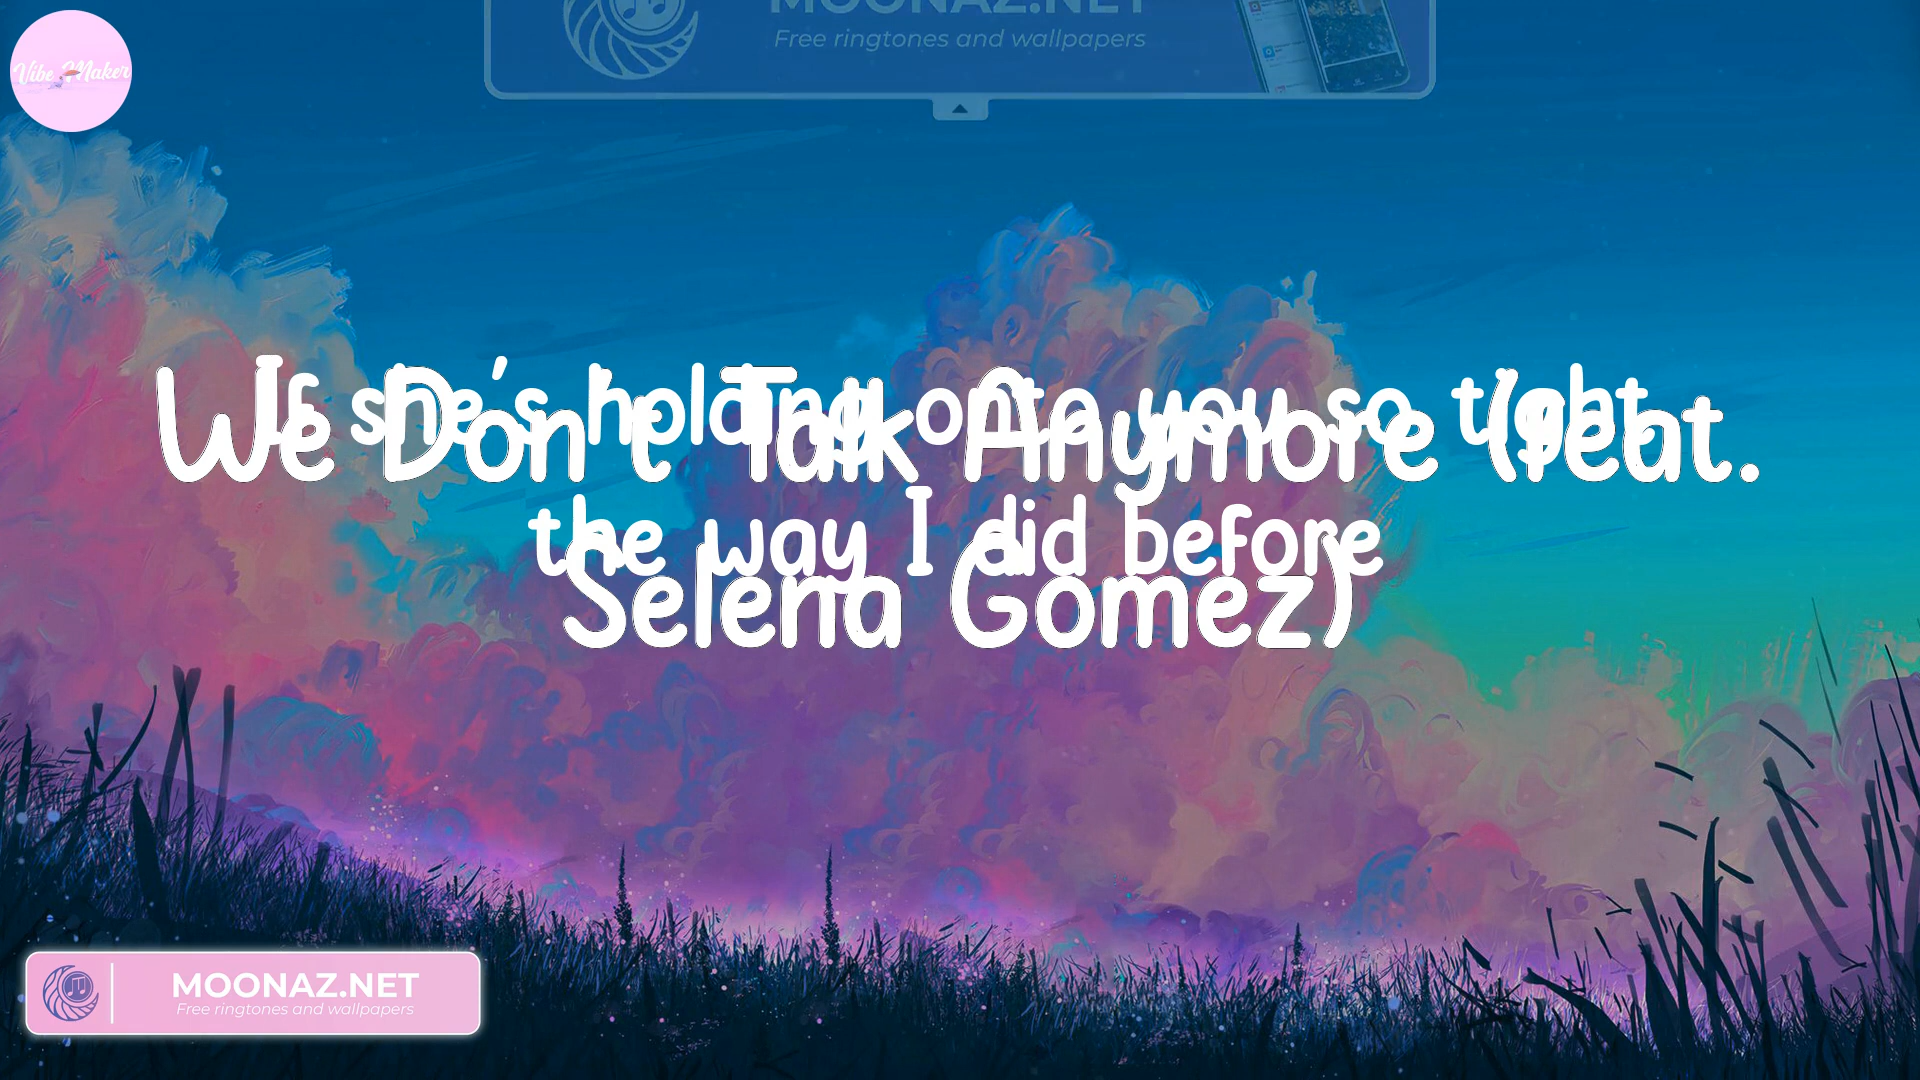 MOONAZ.NET
Free ringtones and wallpapers
Vibe Maker
If she's holding onto you so tight
the way I did before
We Don't Talk Anymore (feat.
Selena Gomez)
MOONAZ.NET
Free ringtones and wallpapers